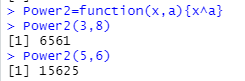 > Power2=function(x,a){x^a}
> Power2(3,8)
[1] 6561
> Power2(5,6)
[1] 15625